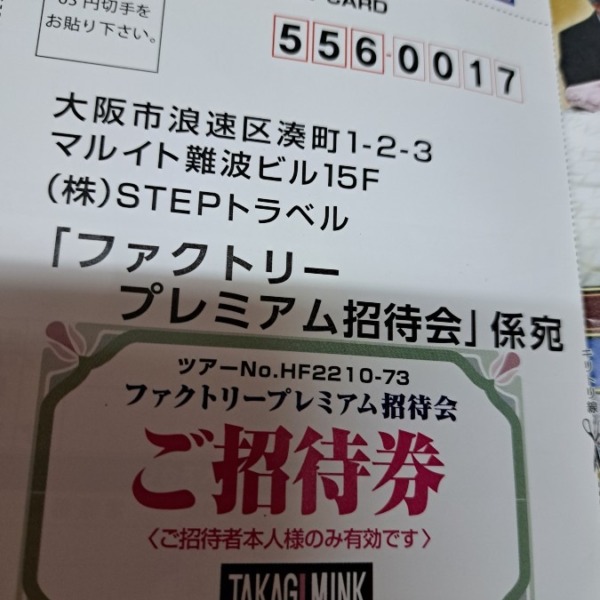 円切手を
お貼り下さい。
CARD
5560017
大阪市浪速区湊町1-2-3
マルイト難波ビル15F
(株)STEPトラベル
「ファクトリー
プレミアム招待会」係宛
ツアーNo.HF2210-73
ファクトリープレミアム招待会
ご招待券
〈ご招待者本人様のみ有効です〉
TAKAGI MINK